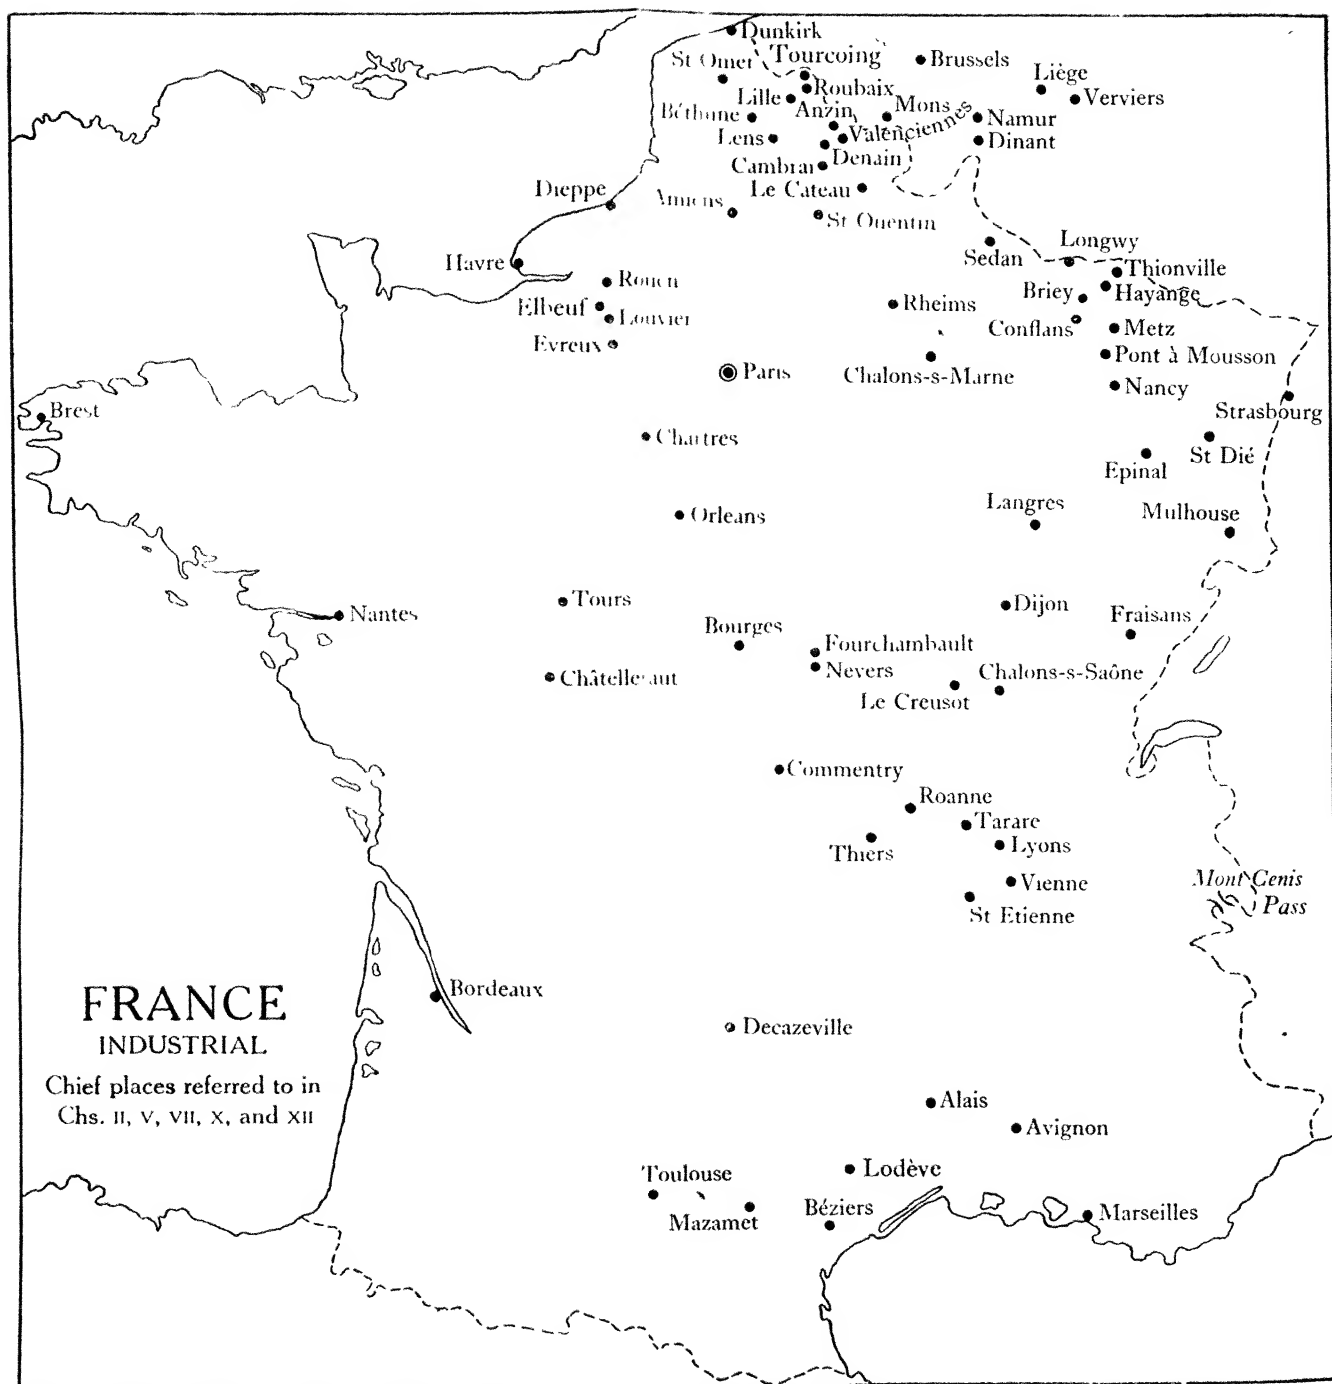 Dunkirk
St Omer
Tourcoing
Brussels
Liège
Verviers
Lille
Roubaix
Béthune
Anzin
Mons
Valenciennes
Namur
Lens
Denain
Dinant
Cambrai
Le Cateau
Dieppe
Amiens
St Quentin
Sedan
Longwy
Havre
Rouen
Thionville
Elbeuf
Louvier
Rheims
Briey
Hayange
Evreux
Conflans
Metz
Paris
Chalons-s-Marne
Pont à Mousson
Nancy
Brest
Strasbourg
Chartres
St Dié
Epinal
Orleans
Langres
Mulhouse
Nantes
Tours
Dijon
Fraisans
Bourges
Fourchambault
Nevers
Châtelleraut
Le Creusot
Chalons-s-Saône
Commentry
Roanne
Tarare
Thiers
Lyons
Vienne
St Etienne
Mont Cenis
Pass
Bordeaux
FRANCE
INDUSTRIAL
Chief places referred to in
Chs. II, V, VII, X, and XII
Decazeville
Alais
Avignon
Toulouse
Lodève
Mazamet
Béziers
Marseilles